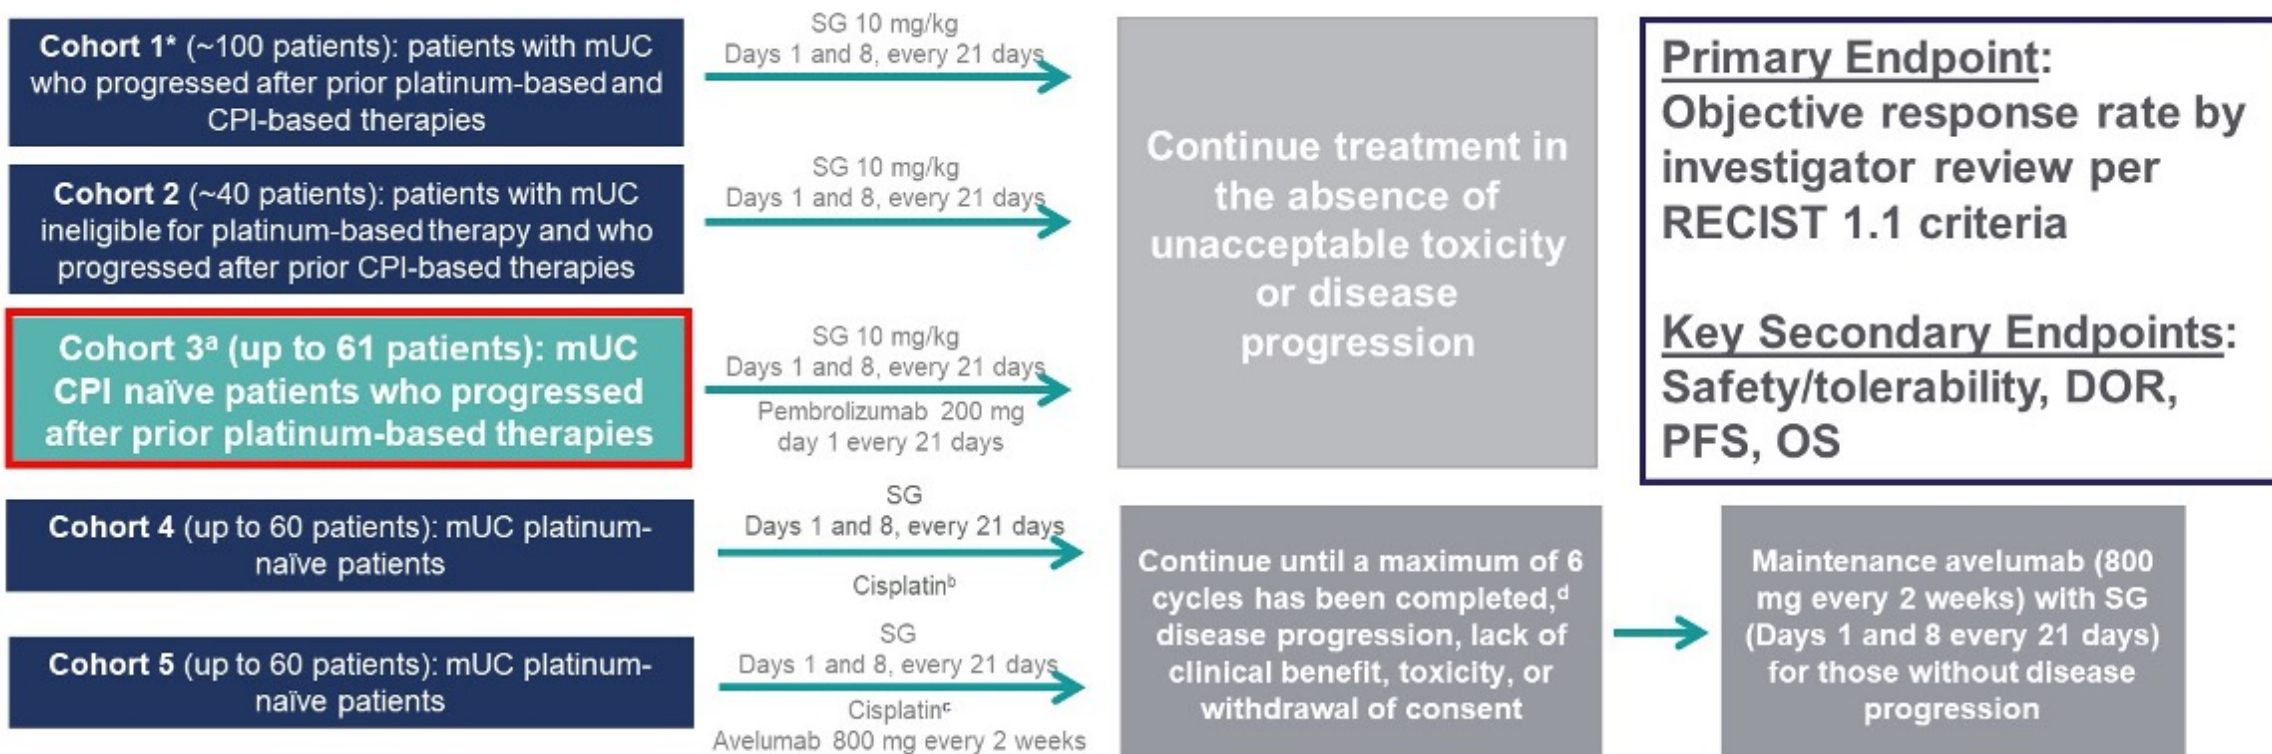 Cohort 1* (~100 patients): patients with mUC
who progressed after prior platinum-based and
CPI-based therapies
SG 10 mg/kg
Days 1 and 8, every 21 days
Cohort 2 (~40 patients): patients with mUC
ineligible for platinum-based therapy and who
progressed after prior CPI-based therapies
SG 10 mg/kg
Days 1 and 8, every 21 days
Cohort 3ᵃ (up to 61 patients): mUC
CPI naïve patients who progressed
after prior platinum-based therapies
SG 10 mg/kg
Days 1 and 8, every 21 days
Pembrolizumab 200 mg
day 1 every 21 days
Continue treatment in
the absence of
unacceptable toxicity
or disease
progression
Primary Endpoint:
Objective response rate by
investigator review per
RECIST 1.1 criteria
Key Secondary Endpoints:
Safety/tolerability, DOR,
PFS, OS
Cohort 4 (up to 60 patients): mUC platinum-
naïve patients
SG
Days 1 and 8, every 21 days
Cisplatinᵇ
Cohort 5 (up to 60 patients): mUC platinum-
naïve patients
SG
Days 1 and 8, every 21 days
Cisplatinᶜ
Avelumab 800 mg every 2 weeks
Continue until a maximum of 6
cycles has been completed,ᵈ
disease progression, lack of
clinical benefit, toxicity, or
withdrawal of consent
Maintenance avelumab (800
mg every 2 weeks) with SG
(Days 1 and 8 every 21 days)
for those without disease
progression